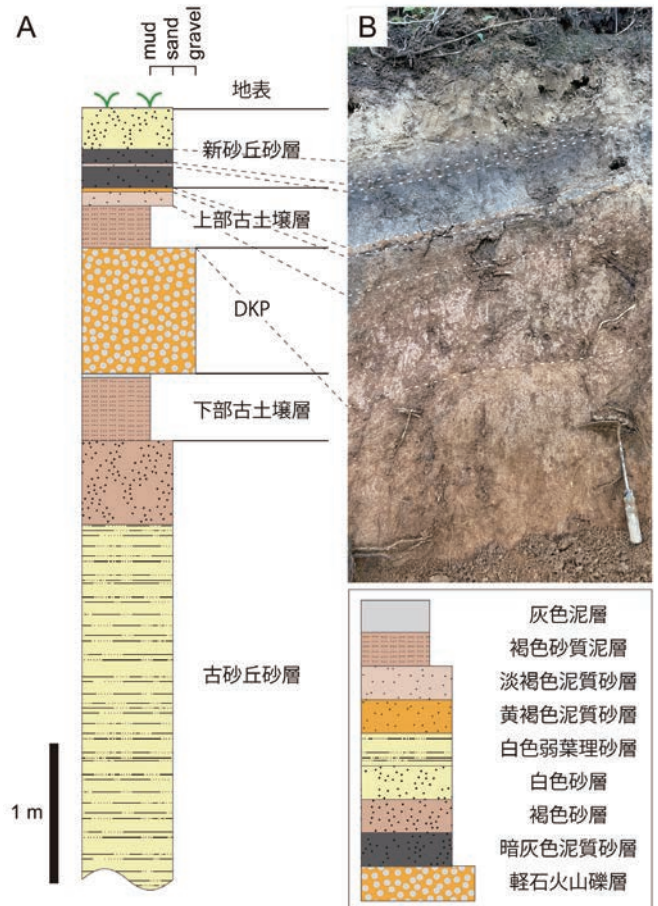 A
mud
sand
gravel
地表
新砂丘砂層
上部古土壌層
DKP
下部古土壌層
古砂丘砂層
1 m
B
灰色泥層
褐色砂質泥層
淡褐色泥質砂層
黄褐色泥質砂層
白色弱葉理砂層
白色砂層
褐色砂層
暗灰色泥質砂層
軽石火山礫層